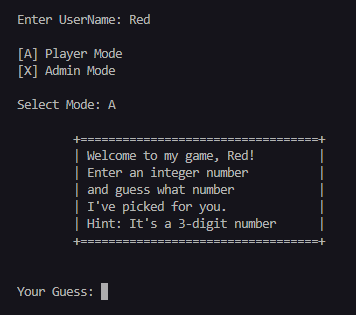 Enter UserName: Red
[A] Player Mode
[X] Admin Mode
Select Mode: A
+==================================+
| Welcome to my game, Red! |
| Enter an integer number |
| and guess what number |
| I've picked for you. |
| Hint: It's a 3-digit number |
+==================================+
Your Guess: